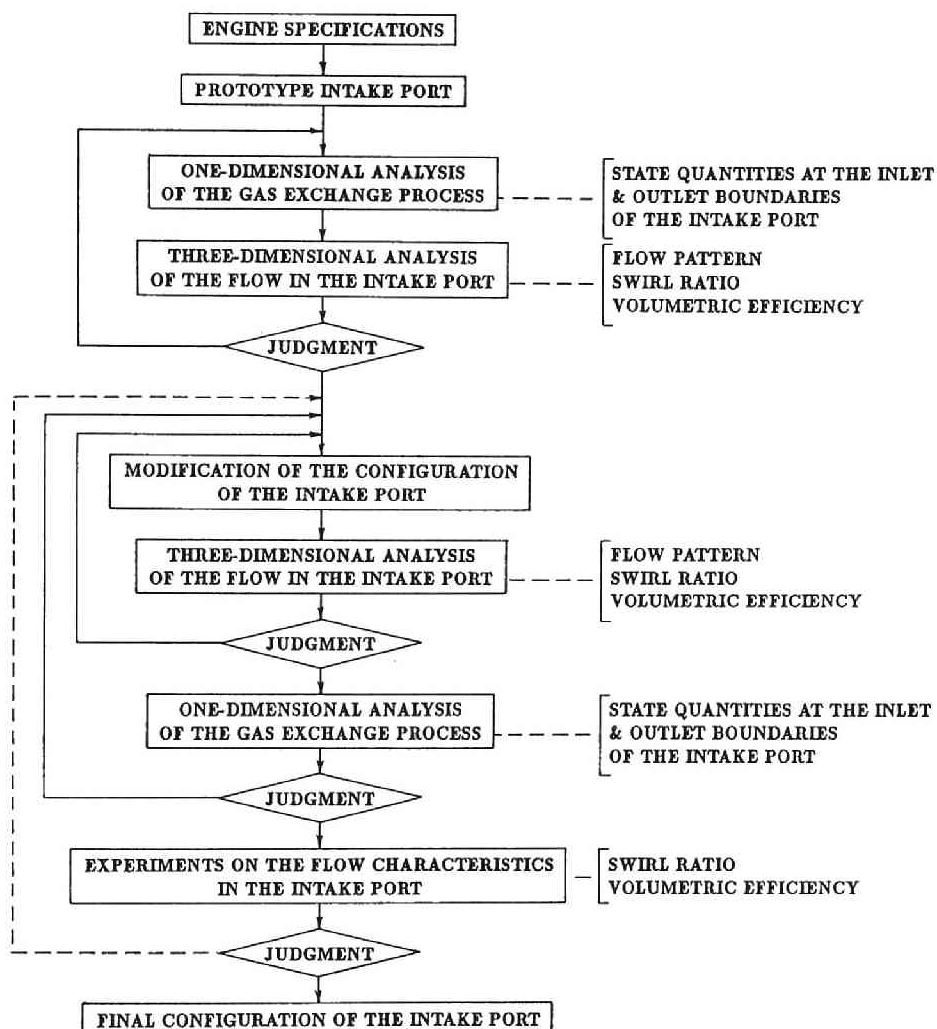 ENGINE SPECIFICATIONS
PROTOTYPE INTAKE PORT
ONE-DIMENSIONAL ANALYSIS
OF THE GAS EXCHANGE PROCESS
STATE QUANTITIES AT THE INLET
& OUTLET BOUNDARIES
OF THE INTAKE PORT
THREE-DIMENSIONAL ANALYSIS
OF THE FLOW IN THE INTAKE PORT
FLOW PATTERN
SWIRL RATIO
VOLUMETRIC EFFICIENCY
JUDGMENT
MODIFICATION OF THE CONFIGURATION
OF THE INTAKE PORT
THREE-DIMENSIONAL ANALYSIS
OF THE FLOW IN THE INTAKE PORT
FLOW PATTERN
SWIRL RATIO
VOLUMETRIC EFFICIENCY
JUDGMENT
ONE-DIMENSIONAL ANALYSIS
OF THE GAS EXCHANGE PROCESS
STATE QUANTITIES AT THE INLET
& OUTLET BOUNDARIES
OF THE INTAKE PORT
JUDGMENT
EXPERIMENTS ON THE FLOW CHARACTERISTICS
IN THE INTAKE PORT
SWIRL RATIO
VOLUMETRIC EFFICIENCY
JUDGMENT
FINAL CONFIGURATION OF THE INTAKE PORT